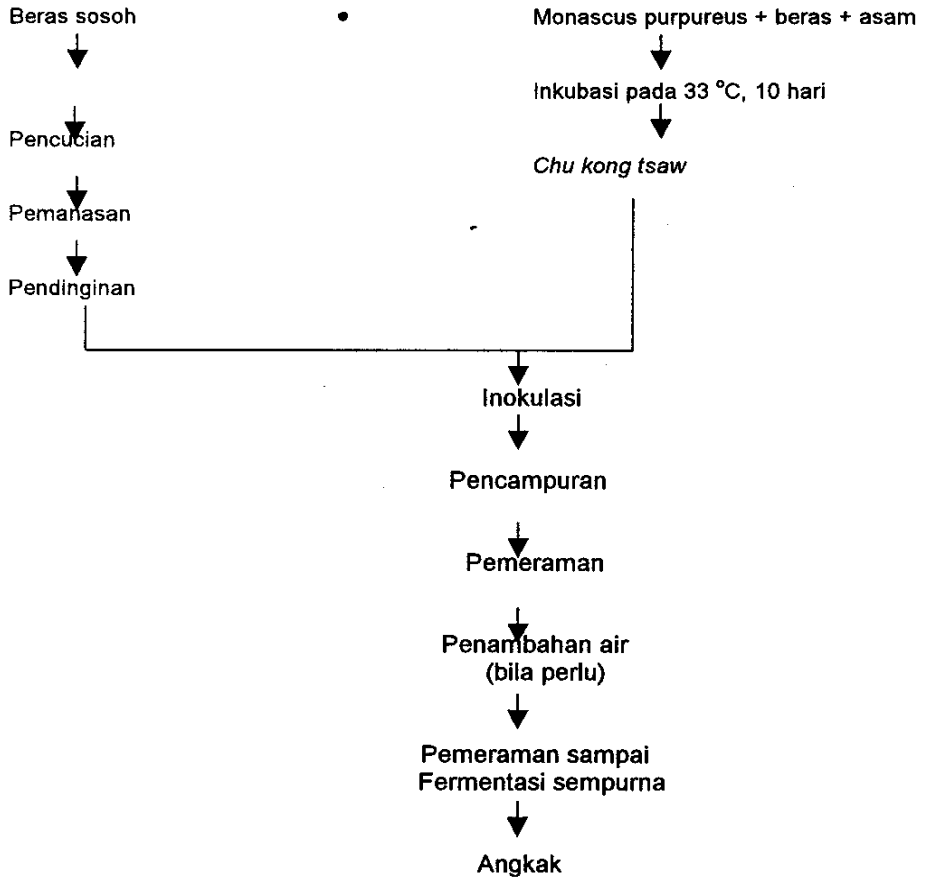 Beras sosoh
Pencucian
Pemanasan
Pendinginan
Monascus purpureus + beras + asam
Inkubasi pada 33 °C, 10 hari
Chu kong tsaw
Inokulasi
Pencampuran
Pemeraman
Penambahan air
(bila perlu)
Pemeraman sampai
Fermentasi sempurna
Angkak